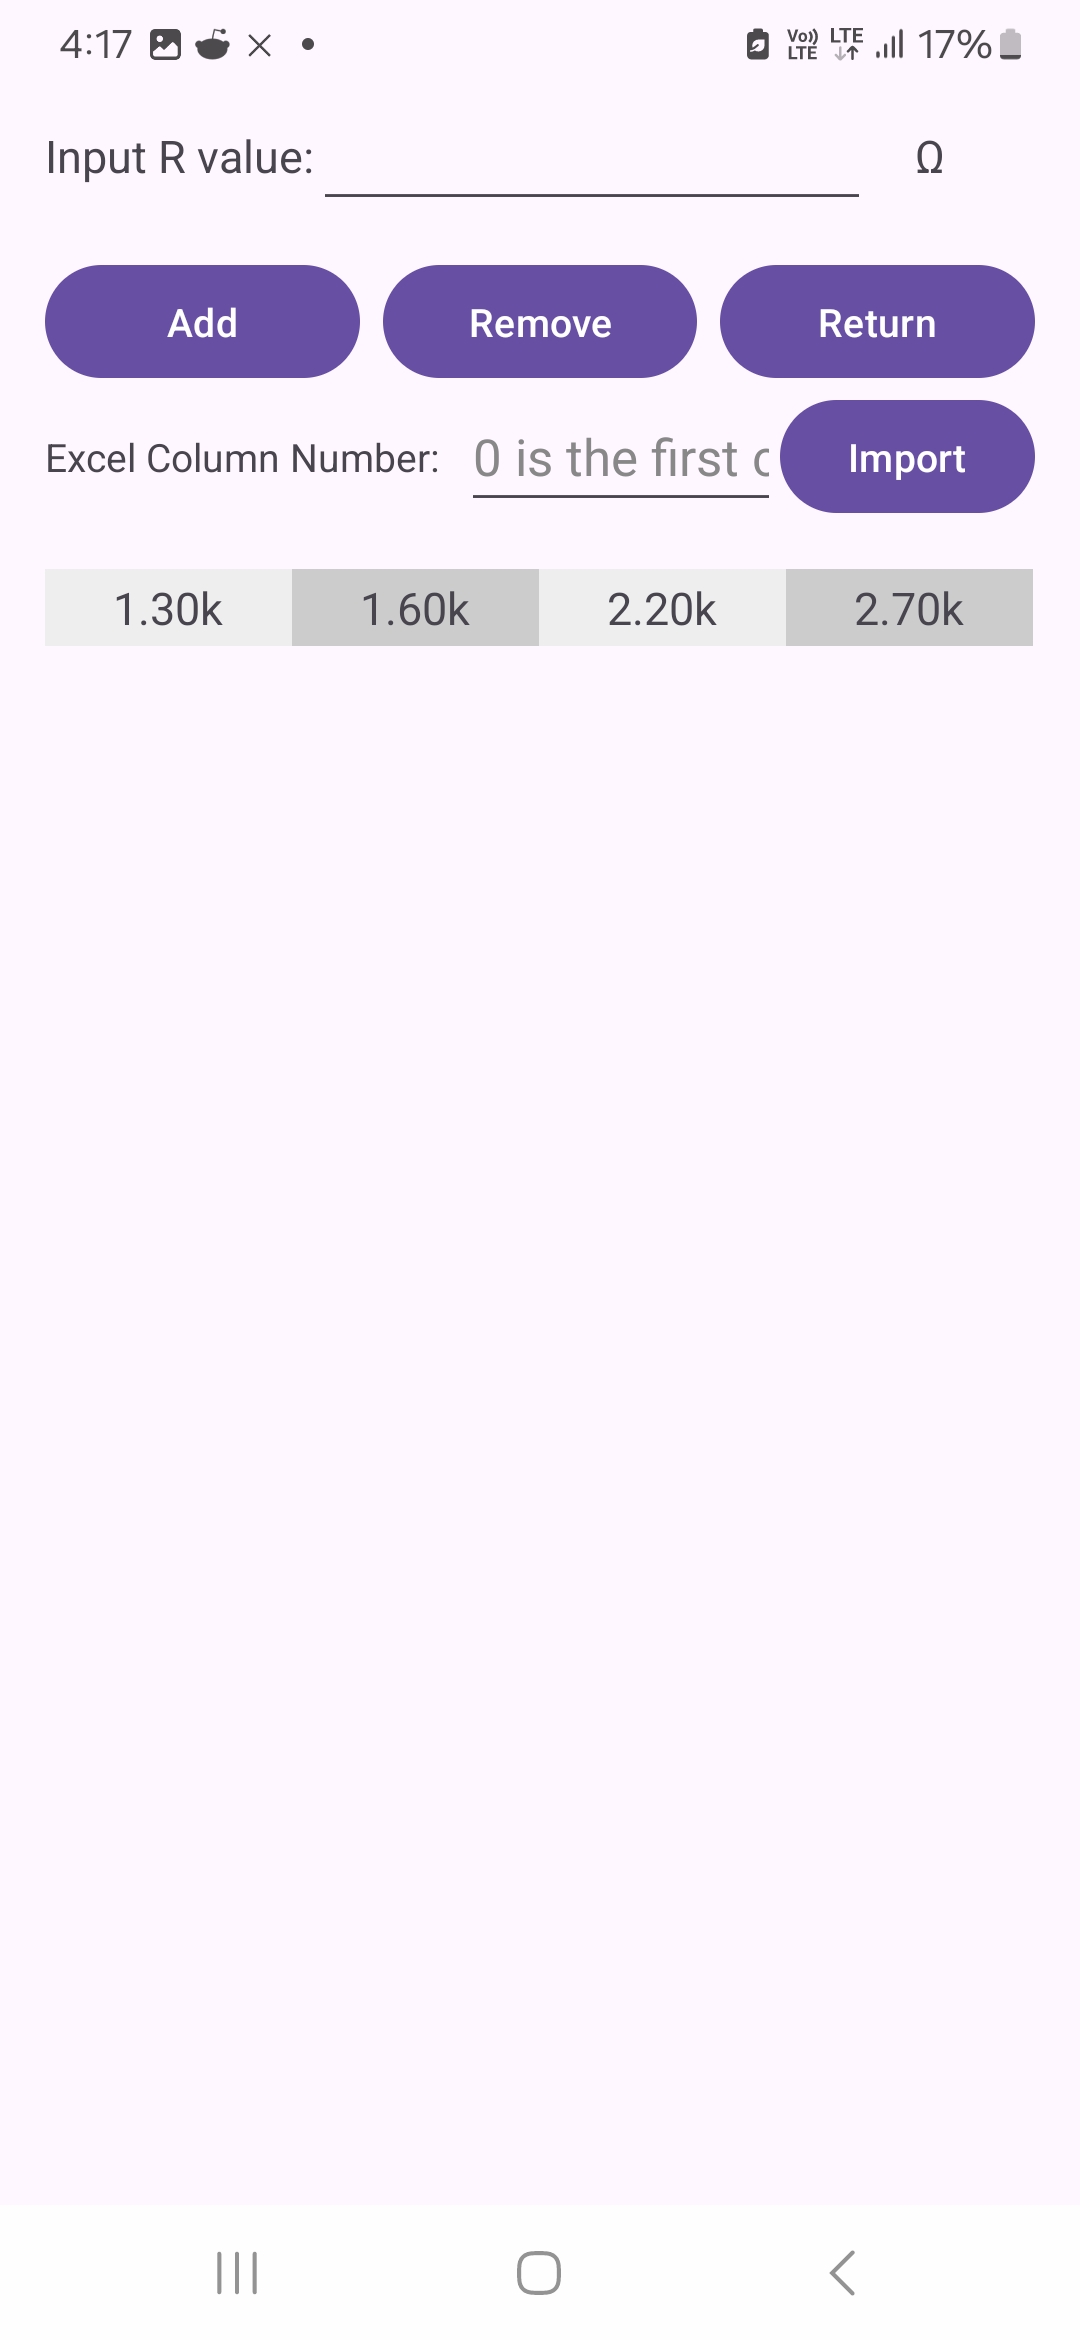 4:17 Vo)) LTE LTE 17%
Input R value: Ω
Add Remove Return
Excel Column Number: 0 is the first Import
1.30k 1.60k 2.20k 2.70k